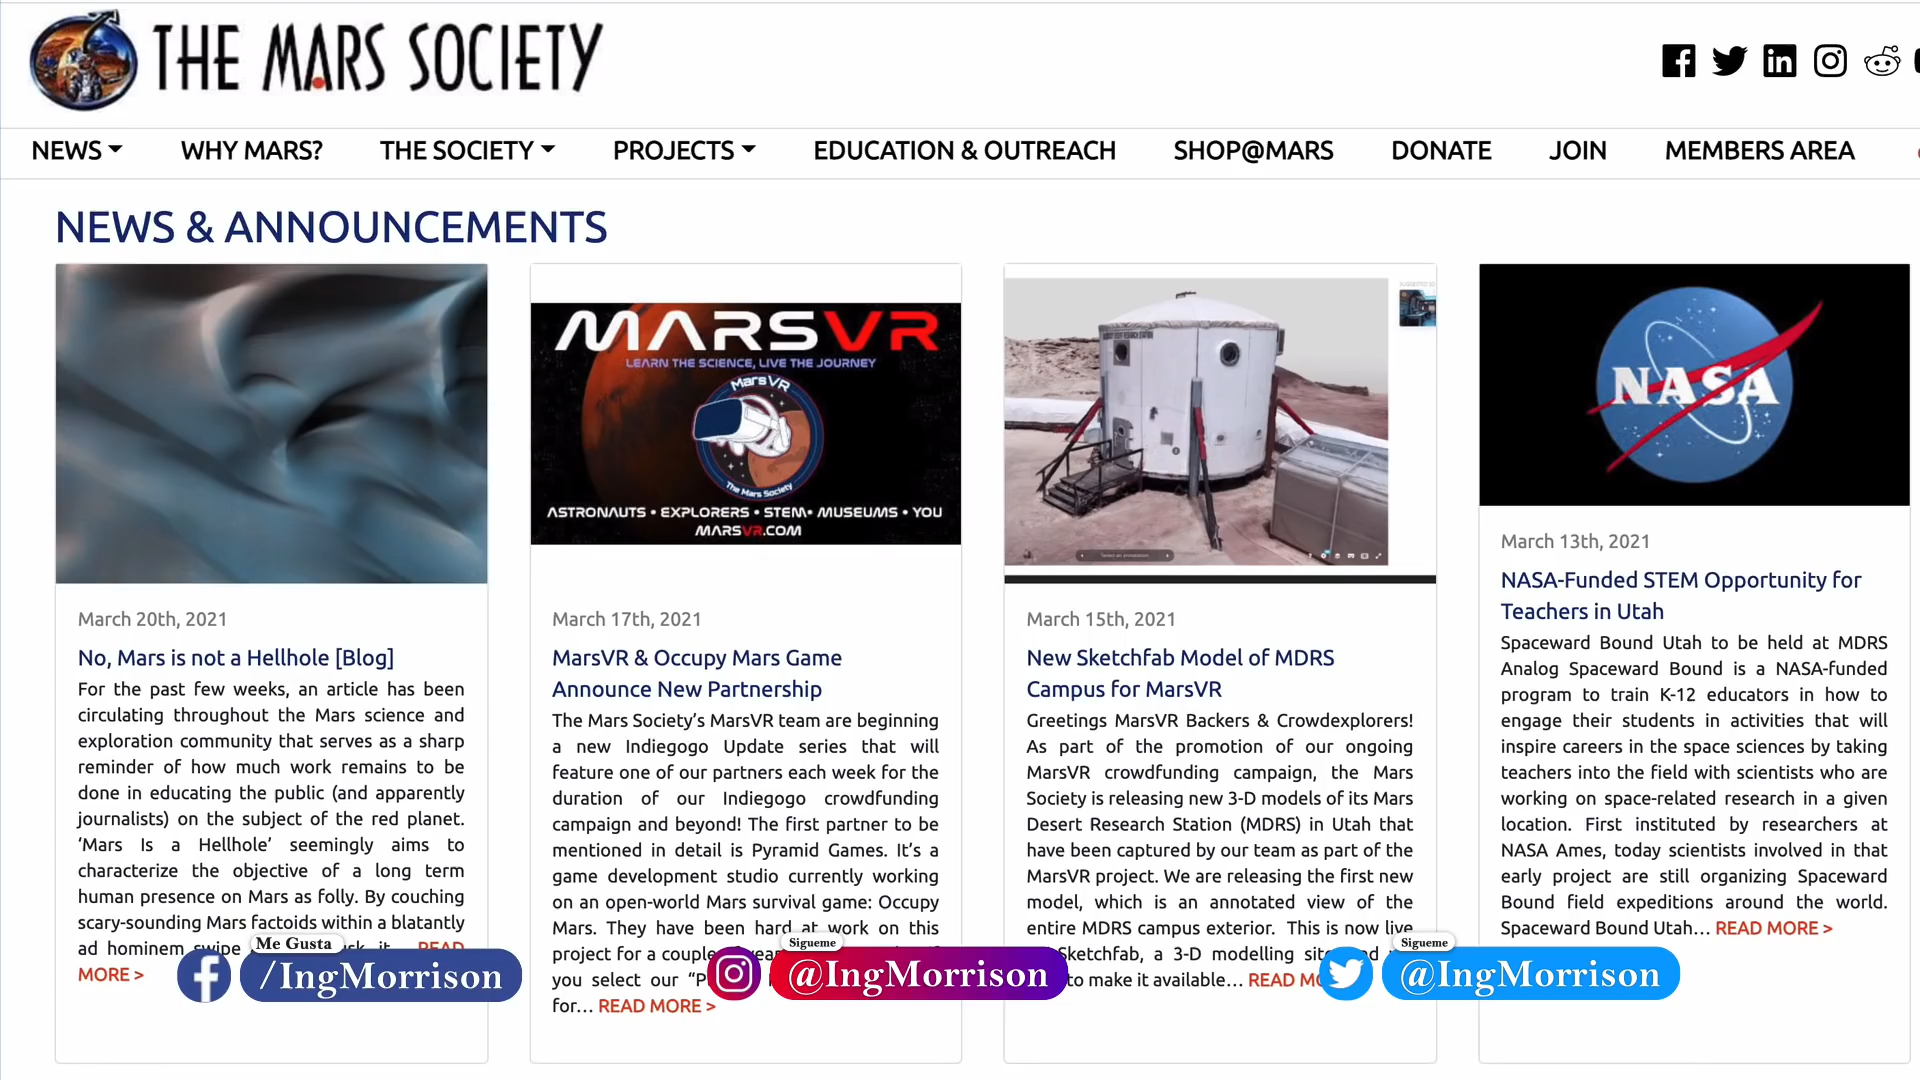 THE MARS SOCIETY
NEWS
WHY MARS?
THE SOCIETY
PROJECTS
EDUCATION & OUTREACH
SHOP@MARS
DONATE
JOIN
MEMBERS AREA
NEWS & ANNOUNCEMENTS
March 20th, 2021
No, Mars is not a Hellhole [Blog]
For the past few weeks, an article has been
circulating throughout the Mars science and
exploration community that serves as a sharp
reminder of how much work remains to be
done in educating the public (and apparently
journalists) on the subject of the red planet.
‘Mars Is a Hellhole’ seemingly aims to
characterize the objective of a long term
human presence on Mars as folly. By couching
scary-sounding Mars factoids within a blatantly
ad hominem swipe it... READ
MORE >
MARSVR
LEARN THE SCIENCE, LIVE THE JOURNEY
MarsVR
The Mars Society
ASTRONAUTS • EXPLORERS • STEM • MUSEUMS • YOU
MARSVR.COM
March 17th, 2021
MarsVR & Occupy Mars Game
Announce New Partnership
The Mars Society’s MarsVR team are beginning
a new Indiegogo Update series that will
feature one of our partners each week for the
duration of our Indiegogo crowdfunding
campaign and beyond! The first partner to be
mentioned in detail is Pyramid Games. It’s a
game development studio currently working
on an open-world Mars survival game: Occupy
Mars. They have been hard at work on this
project for a couple
you select our
for... READ MORE >
March 15th, 2021
New Sketchfab Model of MDRS
Campus for MarsVR
Greetings MarsVR Backers & Crowdexplorers!
As part of the promotion of our ongoing
MarsVR crowdfunding campaign, the Mars
Society is releasing new 3-D models of its Mars
Desert Research Station (MDRS) in Utah that
have been captured by our team as part of the
MarsVR project. We are releasing the first new
model, which is an annotated view of the
entire MDRS campus exterior. This is now live
Sketchfab, a 3-D modelling
to make it available... READ
NASA
March 13th, 2021
NASA-Funded STEM Opportunity for
Teachers in Utah
Spaceward Bound Utah to be held at MDRS
Analog Spaceward Bound is a NASA-funded
program to train K-12 educators in how to
engage their students in activities that will
inspire careers in the space sciences by taking
teachers into the field with scientists who are
working on space-related research in a given
location. First instituted by researchers at
NASA Ames, today scientists involved in that
early project are still organizing Spaceward
Bound field expeditions around the world.
Spaceward Bound Utah... READ MORE >
Me Gusta
/IngMorrison
Sigueme
@IngMorrison
Sigueme
@IngMorrison